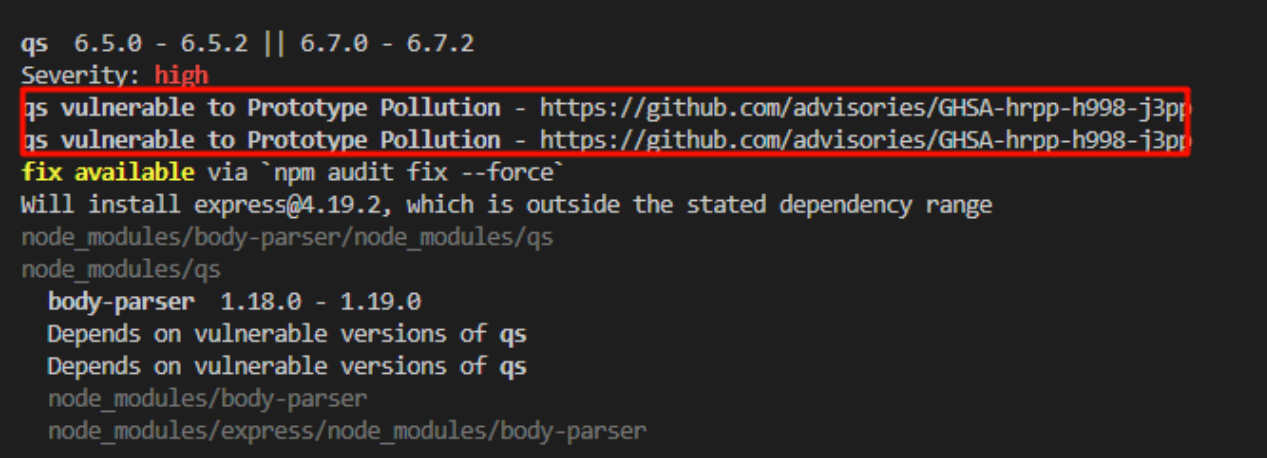 qs  6.5.0 - 6.5.2 || 6.7.0 - 6.7.2
Severity: high
qs vulnerable to Prototype Pollution - https://github.com/advisories/GHSA-hrpp-h998-j3pp
qs vulnerable to Prototype Pollution - https://github.com/advisories/GHSA-hrpp-h998-j3pp
fix available via `npm audit fix --force`
Will install express@4.19.2, which is outside the stated dependency range
node_modules/body-parser/node_modules/qs
node_modules/qs
  body-parser  1.18.0 - 1.19.0
  Depends on vulnerable versions of qs
  Depends on vulnerable versions of qs
  node_modules/body-parser
  node_modules/express/node_modules/body-parser